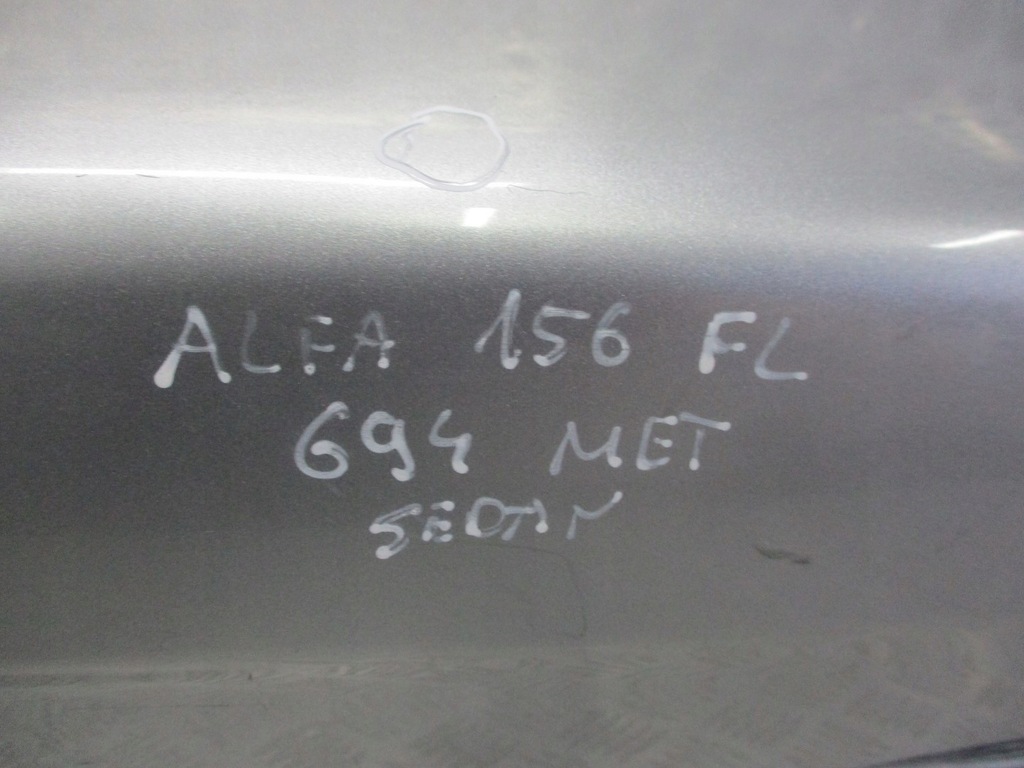 ALFA 156 FL
694 MET
SEDAN